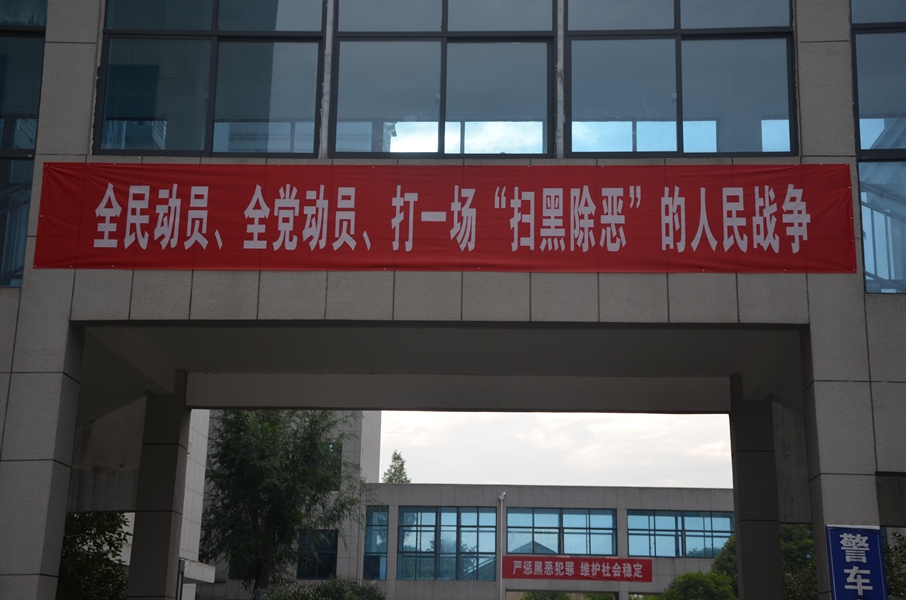 全民动员、全党动员、打一场“扫黑除恶”的人民战争
严惩黑恶犯罪 维护社会稳定
警车